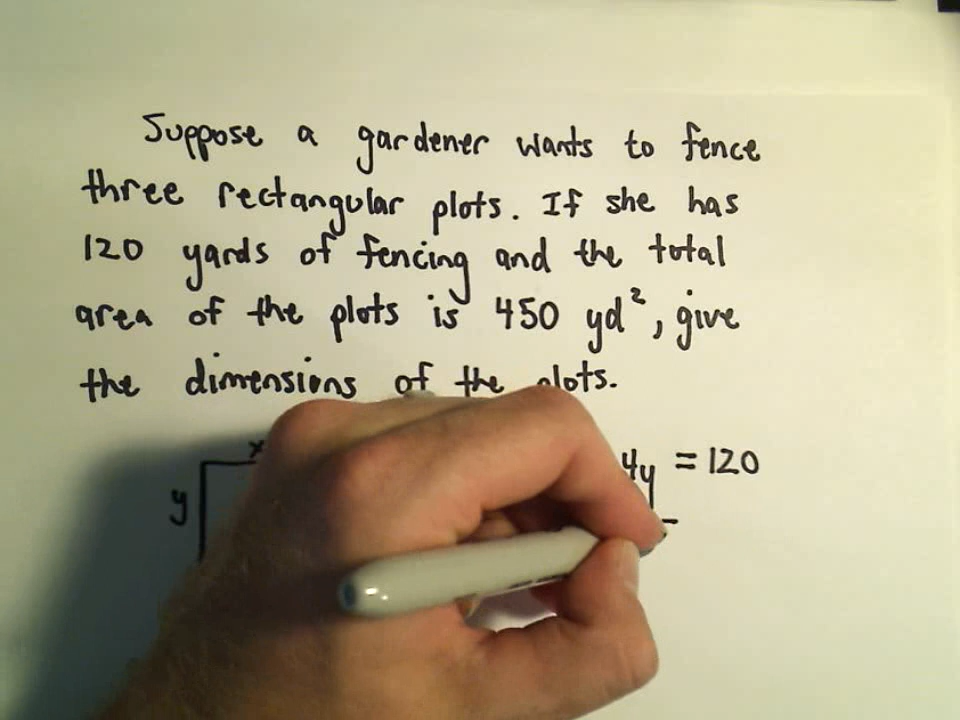 Suppose a gardener wants to fence
three rectangular plots. If she has
120 yards of fencing and the total
area of the plots is 450 yd², give
the dimensions of the plots.
x
4y = 120
y